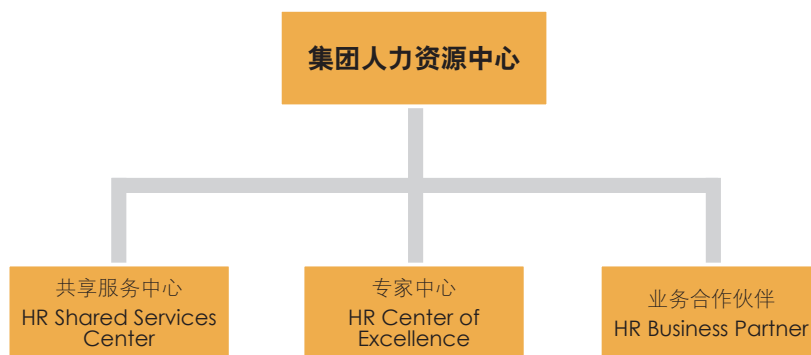 集团人力资源中心
共享服务中心
HR Shared Services
Center
专家中心
HR Center of
Excellence
业务合作伙伴
HR Business Partner